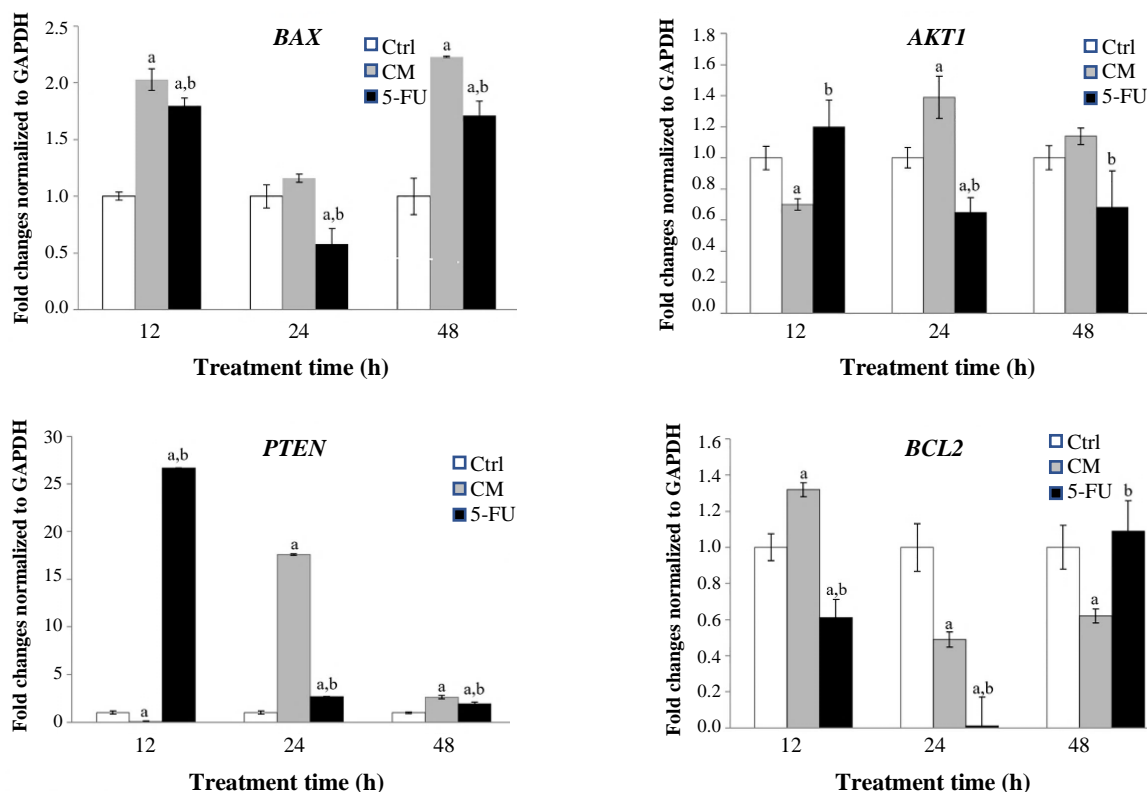 BAX
Ctrl
CM
5-FU
Fold changes normalized to GAPDH
2.5
2.0
1.5
1.0
0.5
0.0
a
a,b
a,b
a
a,b
12
24
48
Treatment time (h)
AKT1
Ctrl
CM
5-FU
Fold changes normalized to GAPDH
1.8
1.6
1.4
1.2
1.0
0.8
0.6
0.4
0.2
0.0
a
b
a
a,b
b
12
24
48
Treatment time (h)
PTEN
Ctrl
CM
5-FU
Fold changes normalized to GAPDH
30
25
20
15
10
5
0
a
a,b
a
a,b
a
a,b
12
24
48
Treatment time (h)
BCL2
Ctrl
CM
5-FU
Fold changes normalized to GAPDH
1.6
1.4
1.2
1.0
0.8
0.6
0.4
0.2
0.0
a
a,b
a
a,b
a
b
12
24
48
Treatment time (h)